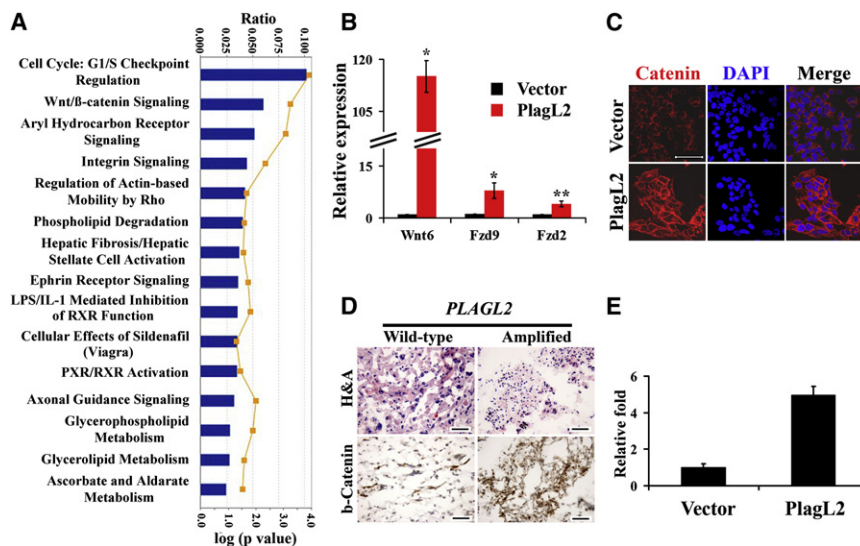 A
Ratio
0.000
0.025
0.050
0.075
0.100
Cell Cycle: G1/S Checkpoint
Regulation
Wnt/ß-catenin Signaling
Aryl Hydrocarbon Receptor
Signaling
Integrin Signaling
Regulation of Actin-based
Mobility by Rho
Phospholipid Degradation
Hepatic Fibrosis/Hepatic
Stellate Cell Activation
Ephrin Receptor Signaling
LPS/IL-1 Mediated Inhibition
of RXR Function
Cellular Effects of Sildenafil
(Viagra)
PXR/RXR Activation
Axonal Guidance Signaling
Glycerophospholipid
Metabolism
Glycerolipid Metabolism
Ascorbate and Aldarate
Metabolism
0.0
1.0
2.0
3.0
4.0
log (p value)
B
Relative expression
120
105
15
0
Vector
PlagL2
*
*
**
Wnt6 Fzd9 Fzd2
C
Catenin DAPI Merge
Vector
PlagL2
D
PLAGL2
Wild-type Amplified
H&A
b-Catenin
E
Relative fold
6
4
2
0
Vector PlagL2